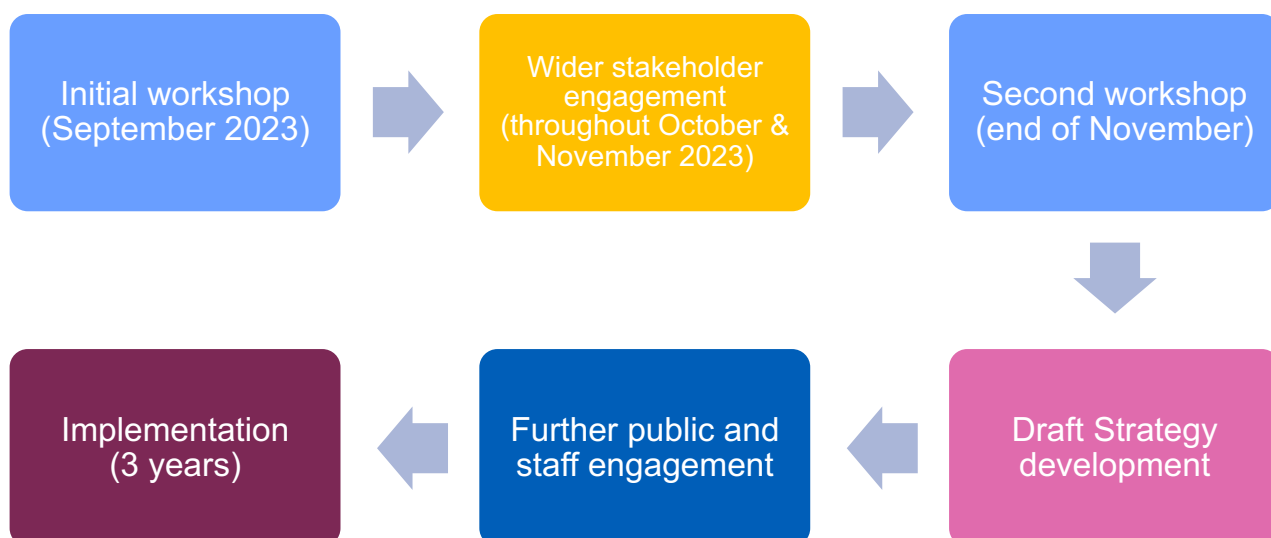 Initial workshop
(September 2023)
Wider stakeholder
engagement
(throughout October &
November 2023)
Second workshop
(end of November)
Draft Strategy
development
Further public and
staff engagement
Implementation
(3 years)